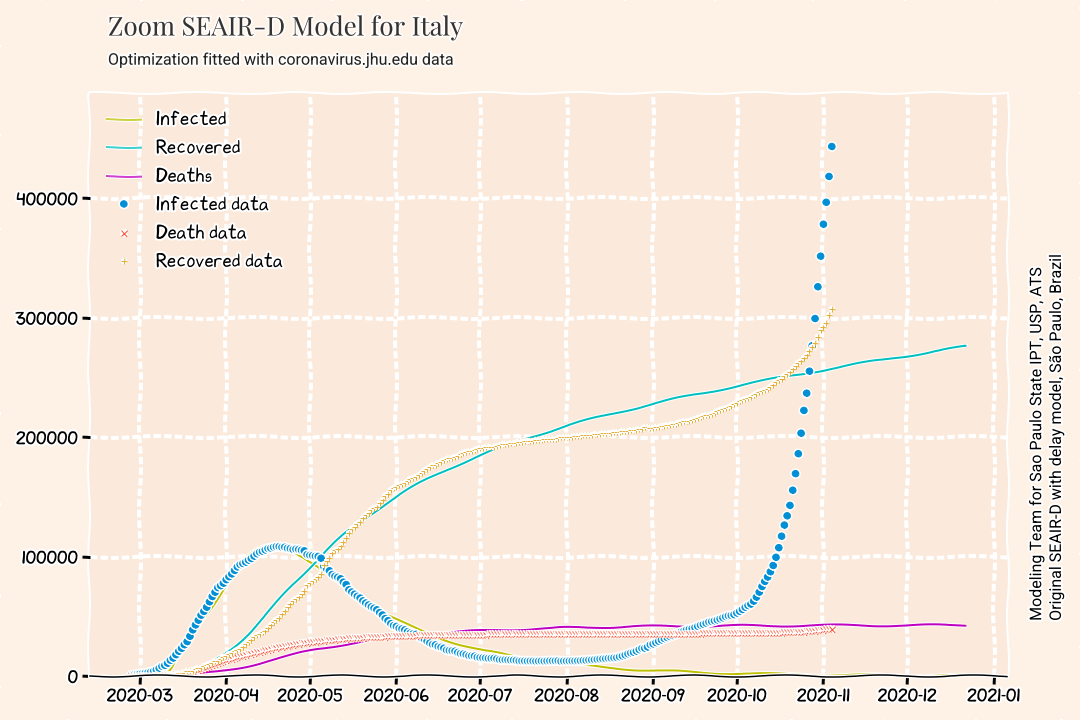 Zoom SEAIR-D Model for Italy
Optimization fitted with coronavirus.jhu.edu data
Infected
Recovered
Deaths
Infected data
Death data
Recovered data
400000
300000
200000
100000
0
2020-03
2020-04
2020-05
2020-06
2020-07
2020-08
2020-09
2020-10
2020-11
2020-12
2021-01
Modeling Team for Sao Paulo State IPT, USP, ATS
Original SEAIR-D with delay model, São Paulo, Brazil